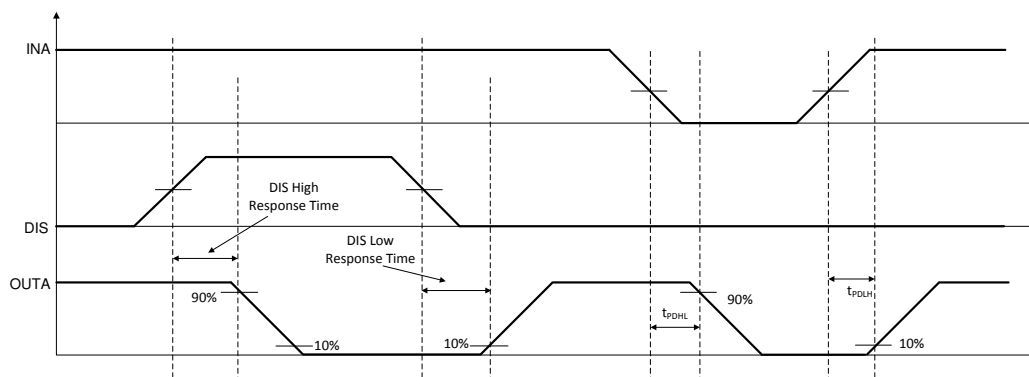 INA
DIS High
Response Time
DIS
DIS Low
Response Time
OUTA
90%
10%
10%
tPDHL
90%
tPDLH
10%